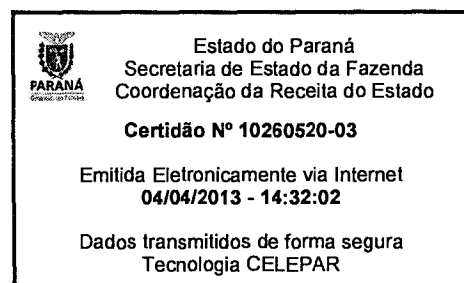 Estado do Paraná
Secretaria de Estado da Fazenda
PARANÁ
Coordenação da Receita do Estado
Certidão Nº 10260520-03
Emitida Eletronicamente via Internet
04/04/2013 - 14:32:02
Dados transmitidos de forma segura
Tecnologia CELEPAR